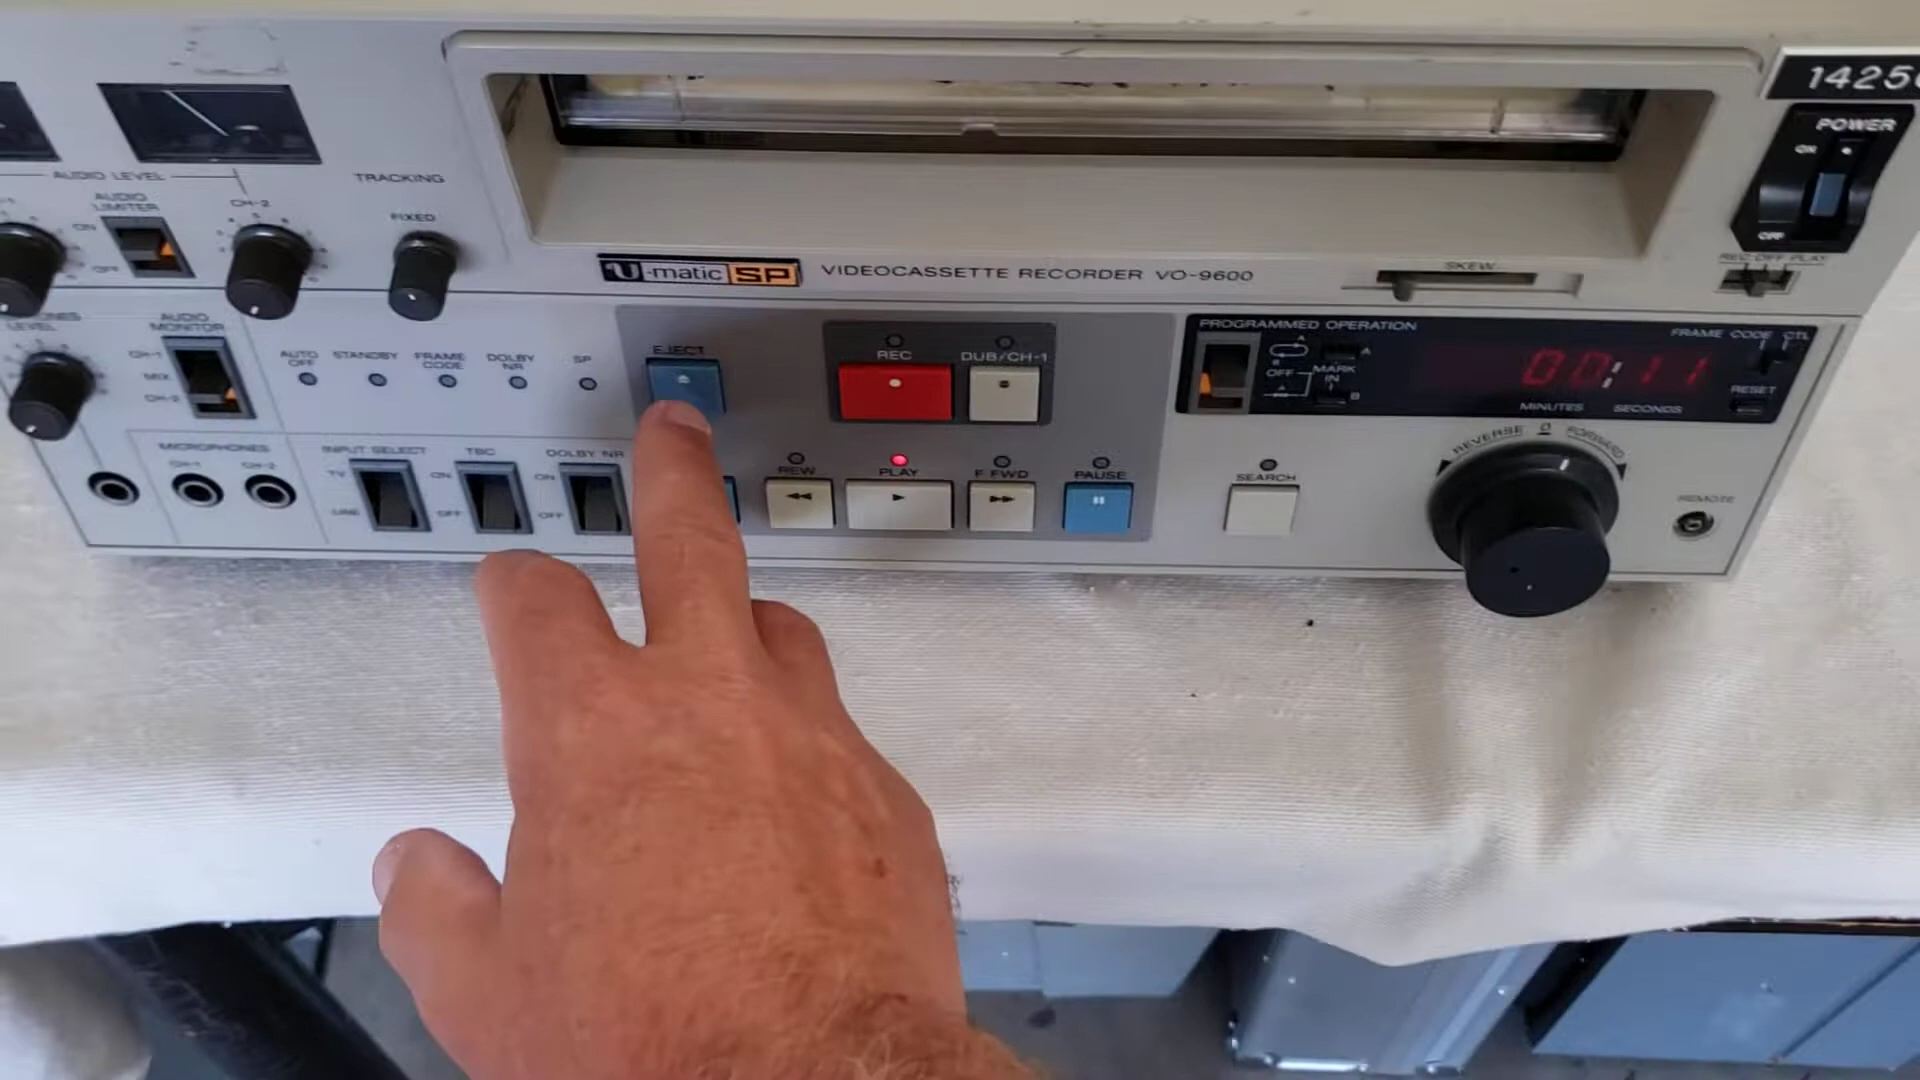 1425
POWER
ON
OFF
AUDIO LEVEL
TRACKING
AUDIO
LIMITER
ON
OFF
CH-2
FIXED
U-matic SP
VIDEOCASSETTE RECORDER VO-9600
SKEW
REC OFF PLAY
LEVEL
AUDIO
MONITOR
CH-1
MIX
CH-2
AUTO
OFF
STANDBY
FRAME
CODE
DOLBY
NR
SP
EJECT
REC
DUB/CH-1
PROGRAMMED OPERATION
A
B
OFF
MARK
IN
A
B
00:11
MINUTES
SECONDS
FRAME CODE CTL
RESET
MICROPHONES
CH-1
CH-2
INPUT SELECT
TV
LINE
TBC
ON
OFF
DOLBY NR
ON
OFF
REW
PLAY
F FWD
PAUSE
SEARCH
REVERSE
0
FORWARD
REMOTE